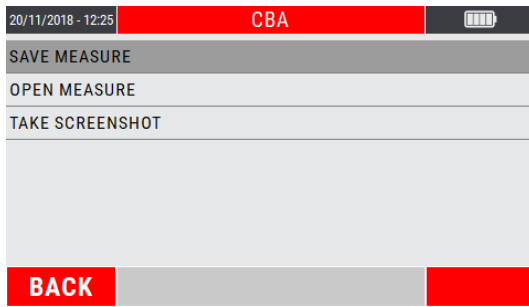 20/11/2018 - 12:25 CBA
SAVE MEASURE
OPEN MEASURE
TAKE SCREENSHOT
BACK